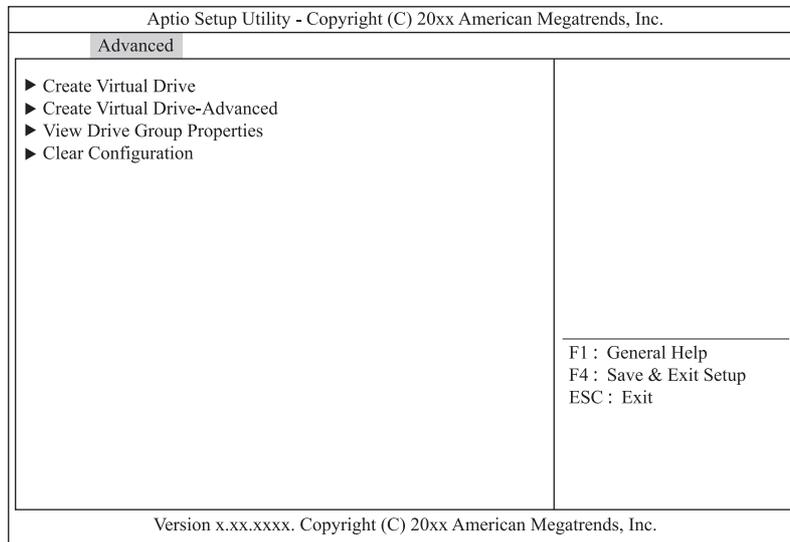 Aptio Setup Utility - Copyright (C) 20xx American Megatrends, Inc.
Advanced
▶ Create Virtual Drive
▶ Create Virtual Drive-Advanced
▶ View Drive Group Properties
▶ Clear Configuration
F1 : General Help
F4 : Save & Exit Setup
ESC : Exit
Version x.xx.xxxx. Copyright (C) 20xx American Megatrends, Inc.